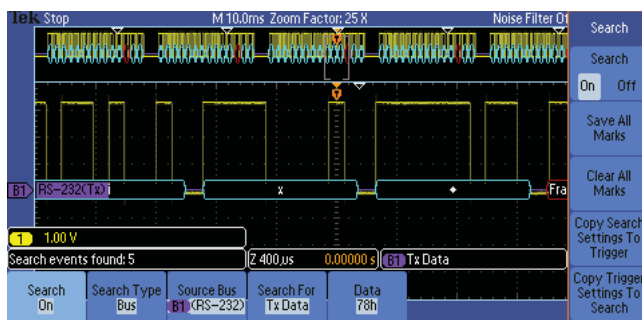 Tek Stop M 10.0ms Zoom Factor: 25 X Noise Filter Of
Search
Search
On Off
Save All
Marks
Clear All
Marks
Copy Search
Settings To
Trigger
Copy Trigger
Settings To
Search
T
T
B1 RS-232(Tx) i x Fra
1 1.00 V
Search events found: 5 Z 400µs 0.00000 s B1 Tx Data
Search
On
Search Type
Bus
Source Bus
B1 (RS-232)
Search For
Tx Data
Data
78h